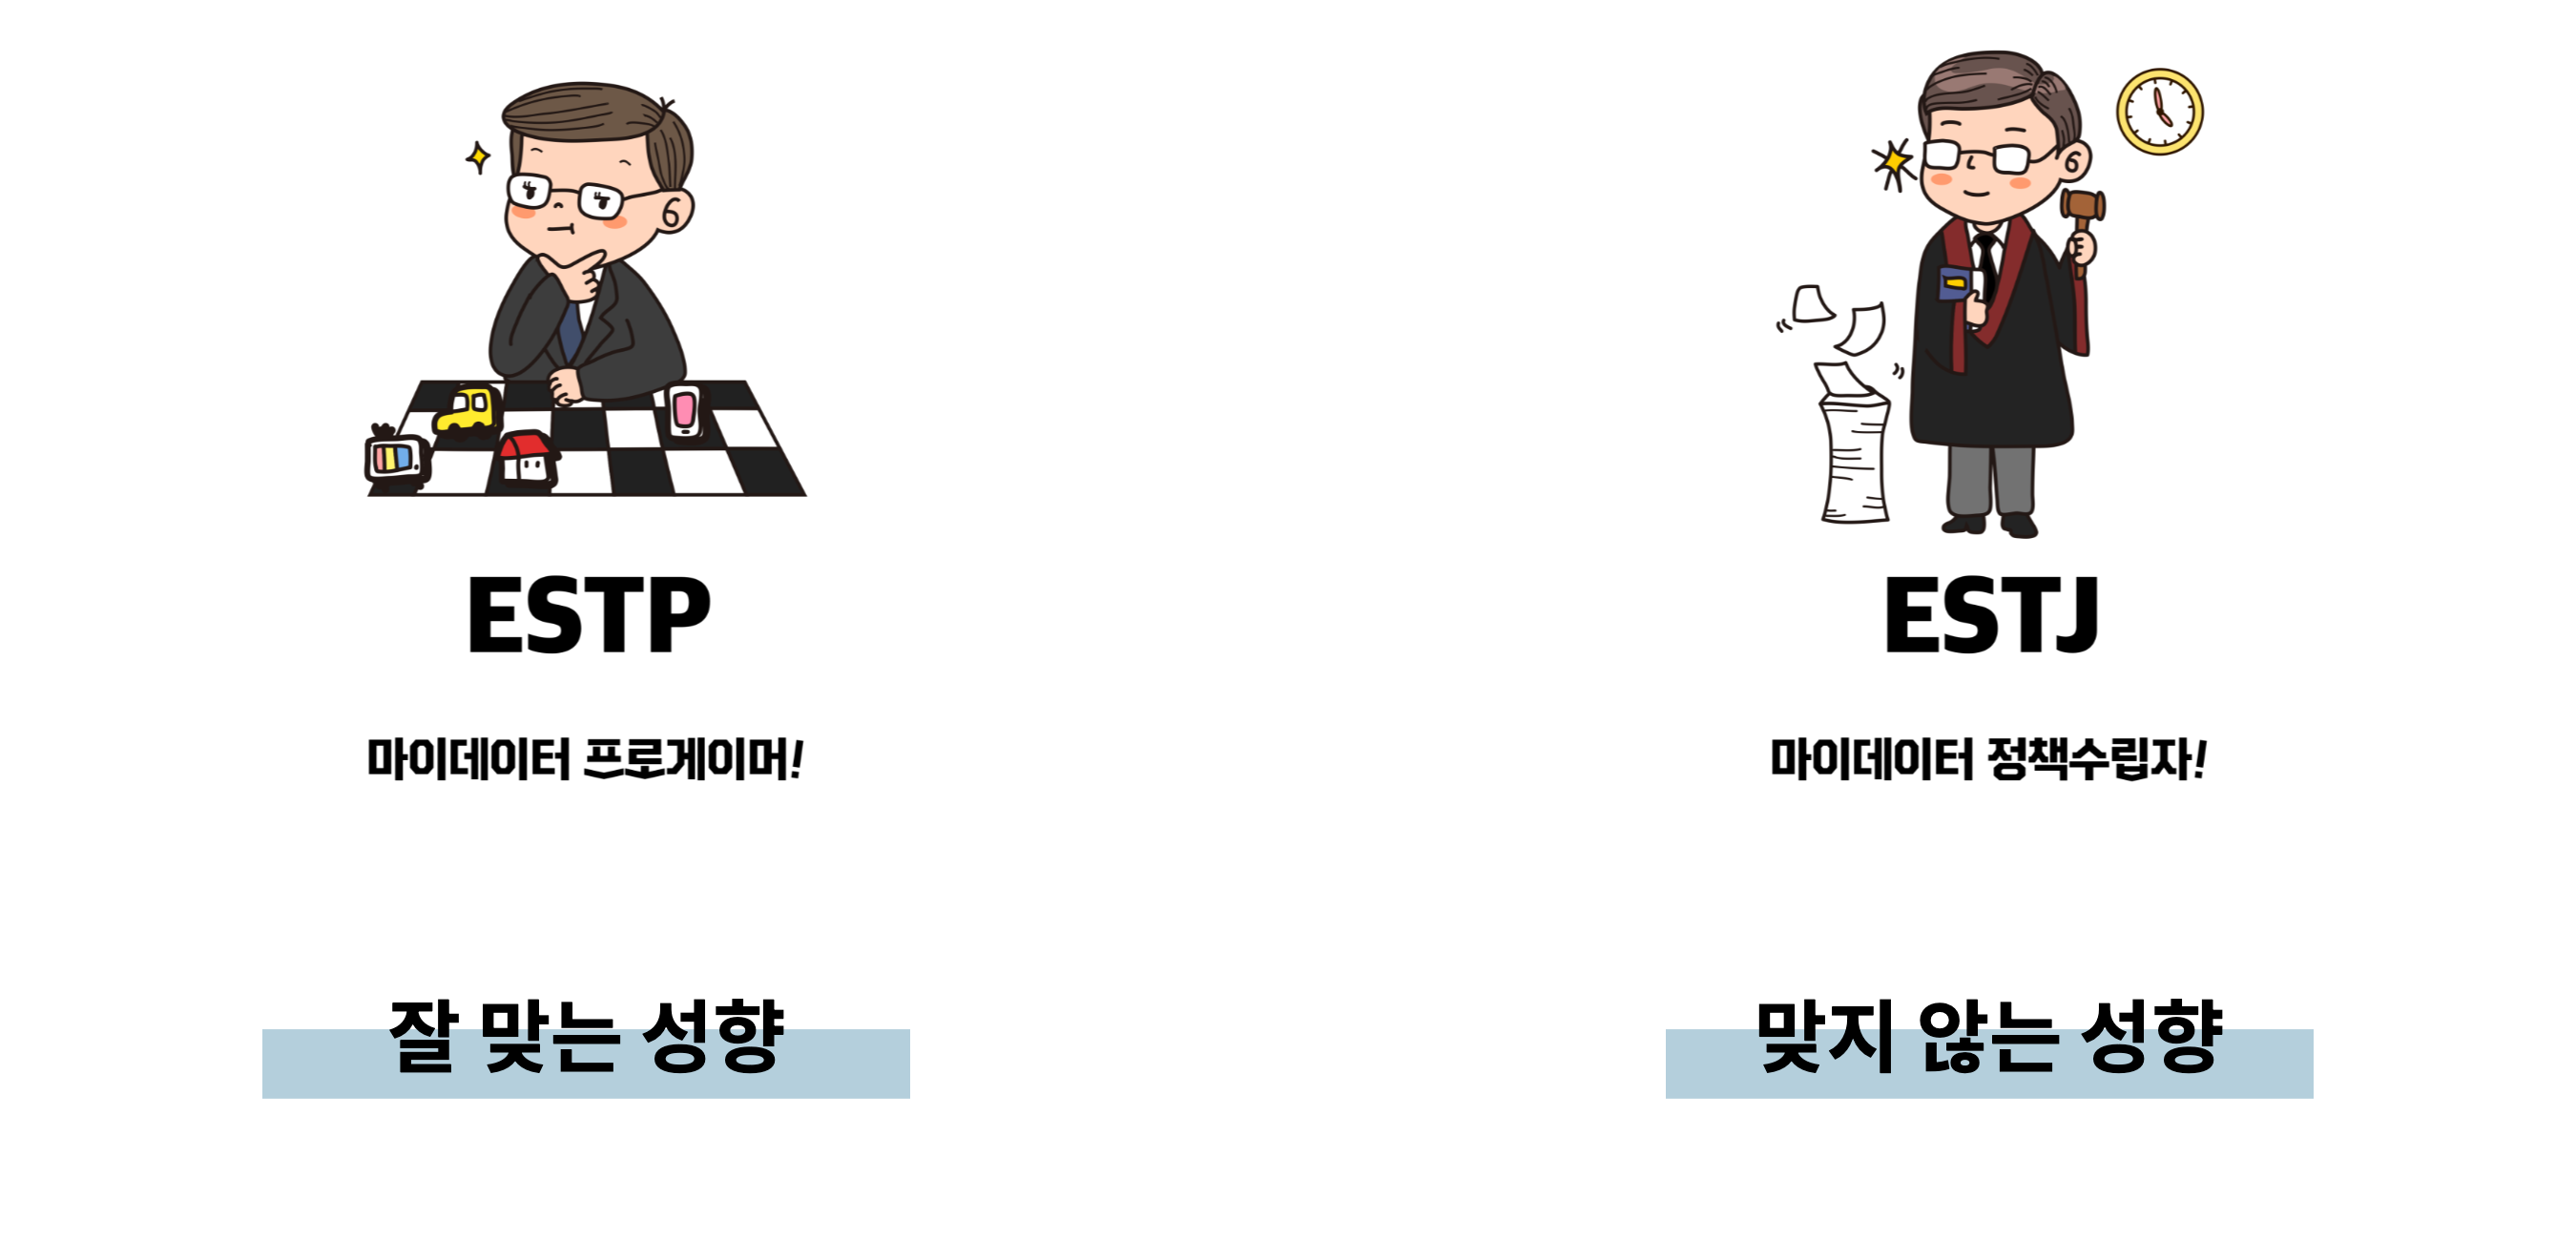 ESTP
마이데이터 프로게이머!
잘 맞는 성향
ESTJ
마이데이터 정책수립자!
맞지 않는 성향